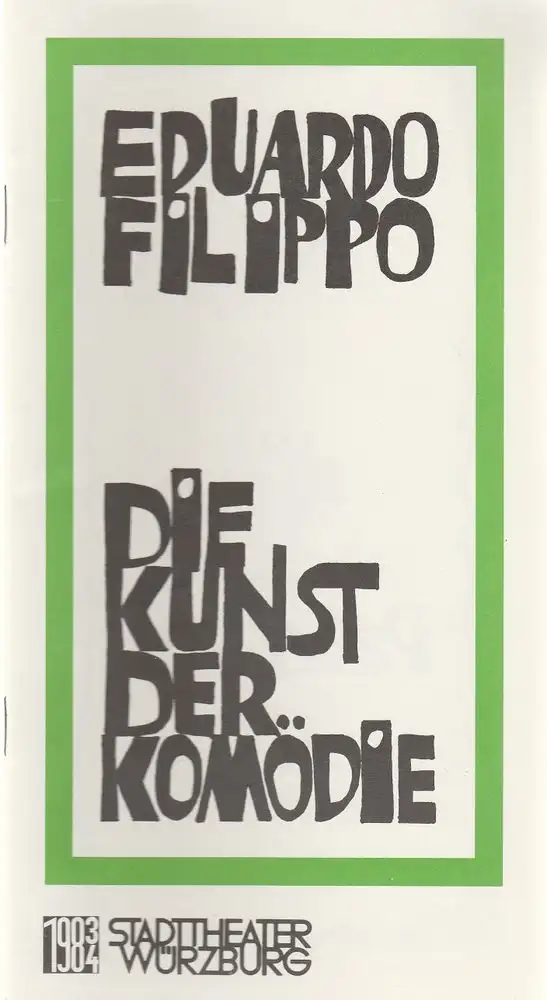 EDUARDO
FILIPPO
DIE
KUNST
DER
KOMÖDIE
1983
1984
STADTTHEATER
WÜRZBURG